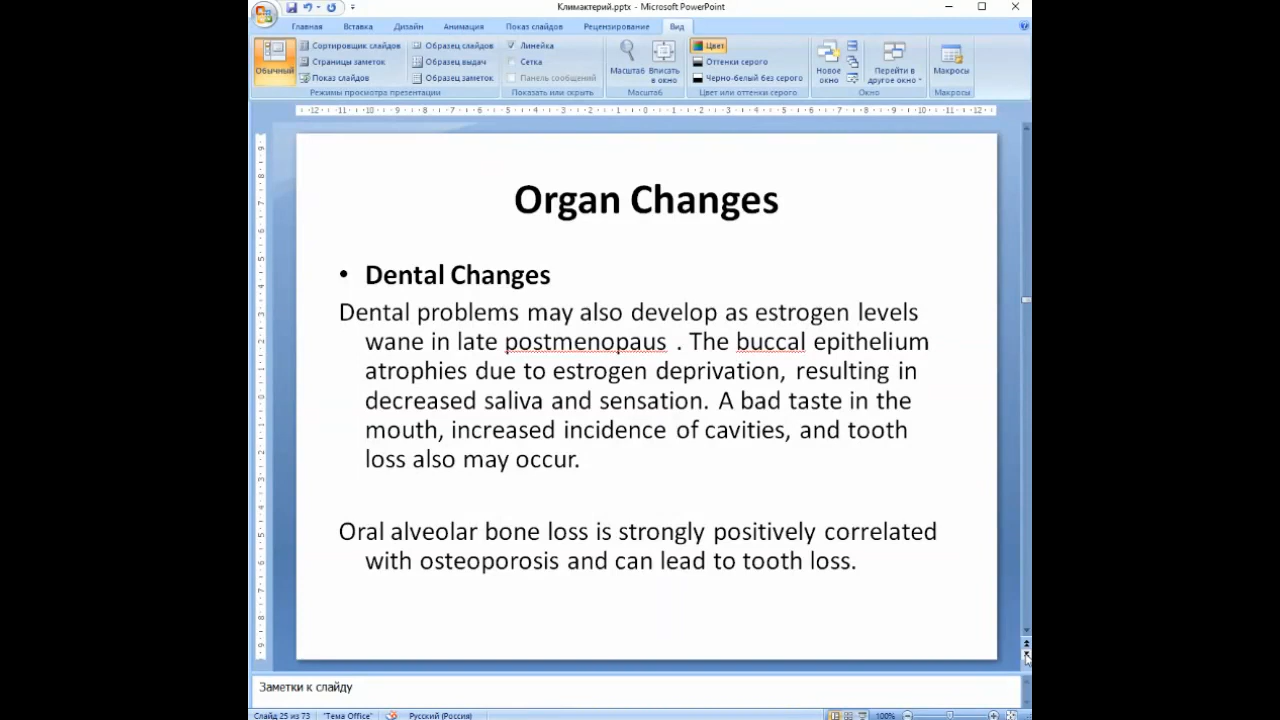 Климактерий.pptx - Microsoft PowerPoint
Главная Вставка Дизайн Анимация Показ слайдов Рецензирование Вид
Обычный
Сортировщик слайдов
Страницы заметок
Показ слайдов
Образец слайдов
Образец выдач
Образец заметок
Режимы просмотра презентации
Линейка
Сетка
Панель сообщений
Показать или скрыть
Масштаб
Вписать в окно
Масштаб
Цвет
Оттенки серого
Черно-белый без серого
Цвет или оттенки серого
Новое окно
Перейти в другое окно
Окно
Макросы
Макросы
Organ Changes
• Dental Changes
Dental problems may also develop as estrogen levels
wane in late postmenopaus . The buccal epithelium
atrophies due to estrogen deprivation, resulting in
decreased saliva and sensation. A bad taste in the
mouth, increased incidence of cavities, and tooth
loss also may occur.
Oral alveolar bone loss is strongly positively correlated
with osteoporosis and can lead to tooth loss.
Заметки к слайду
Слайд 25 из 73 "Тема Office" Русский (Россия) 100%